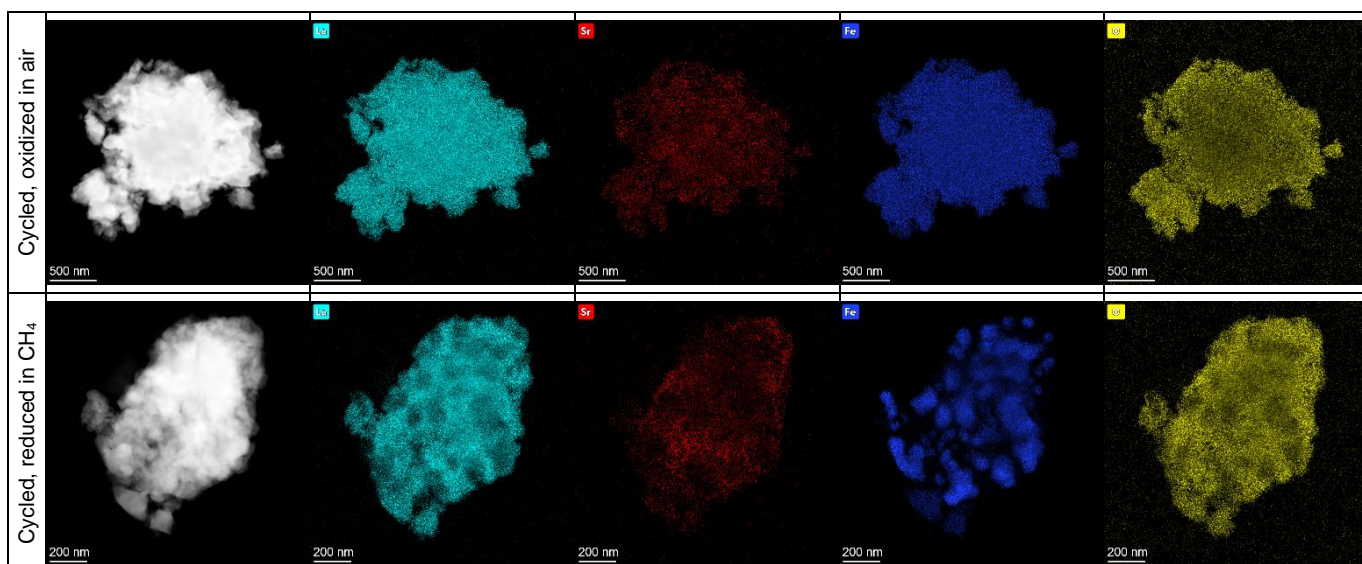 Cycled, oxidized in air
La
Sr
Fe
O
500 nm
500 nm
500 nm
500 nm
500 nm
Cycled, reduced in CH₄
La
Sr
Fe
O
200 nm
200 nm
200 nm
200 nm
200 nm